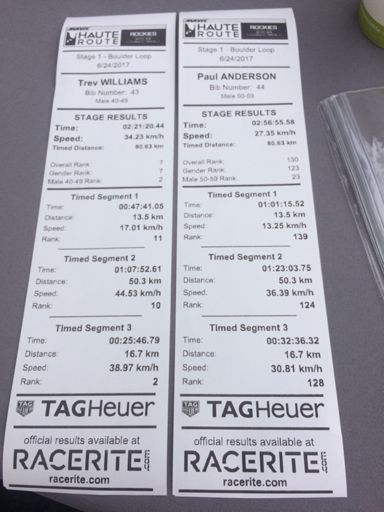 MAVIC
HAUTE
ROUTE
ROCKIES
Stage 1 - Boulder Loop
6/24/2017
Trev WILLIAMS
Bib Number: 43
Male 40-49
STAGE RESULTS
Time: 02:21:20.44
Speed: 34.23 km/h
Timed Distance: 80.63 km
Overall Rank: 7
Gender Rank: 7
Male 40-49 Rank: 2
Timed Segment 1
Time: 00:47:41.05
Distance: 13.5 km
Speed: 17.01 km/h
Rank: 11
Timed Segment 2
Time: 01:07:52.61
Distance: 50.3 km
Speed: 44.53 km/h
Rank: 10
Timed Segment 3
Time: 00:25:46.79
Distance: 16.7 km
Speed: 38.97 km/h
Rank: 2
TAG
HEUER
TAGHeuer
official results available at
RACERITE
racerite.com
MAVIC
HAUTE
ROUTE
ROCKIES
Stage 1 - Boulder Loop
6/24/2017
Paul ANDERSON
Bib Number: 44
Male 50-59
STAGE RESULTS
Time: 02:56:55.58
Speed: 27.35 km/h
Timed Distance: 80.63 km
Overall Rank: 130
Gender Rank: 123
Male 50-59 Rank: 23
Timed Segment 1
Time: 01:01:15.52
Distance: 13.5 km
Speed: 13.25 km/h
Rank: 139
Timed Segment 2
Time: 01:23:03.75
Distance: 50.3 km
Speed: 36.39 km/h
Rank: 124
Timed Segment 3
Time: 00:32:36.32
Distance: 16.7 km
Speed: 30.81 km/h
Rank: 128
TAG
HEUER
TAGHeuer
official results available at
RACERITE
racerite.com